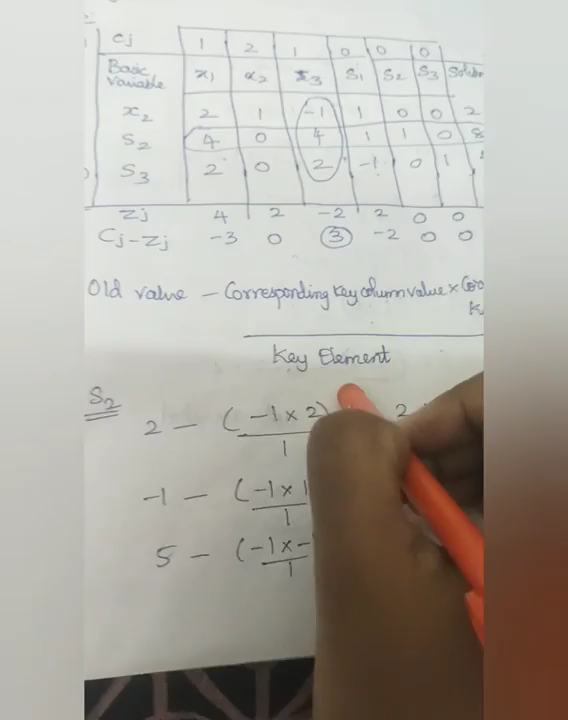 Cj 1 2 1 0 0 0
Basic Variable x1 x2 x3 S1 S2 S3 Solution
x2 2 1 -1 1 0 0 2
S2 4 0 4 1 1 0 8
S3 2 0 2 -1 0 1
Zj 4 2 -2 2 0 0
Cj-Zj -3 0 3 -2 0 0
Old value - Corresponding key column value ×
Key Element
S2
2 - (-1 × 2) 2
1
-1 - (-1 × 1
1
5 - (-1 × -
1